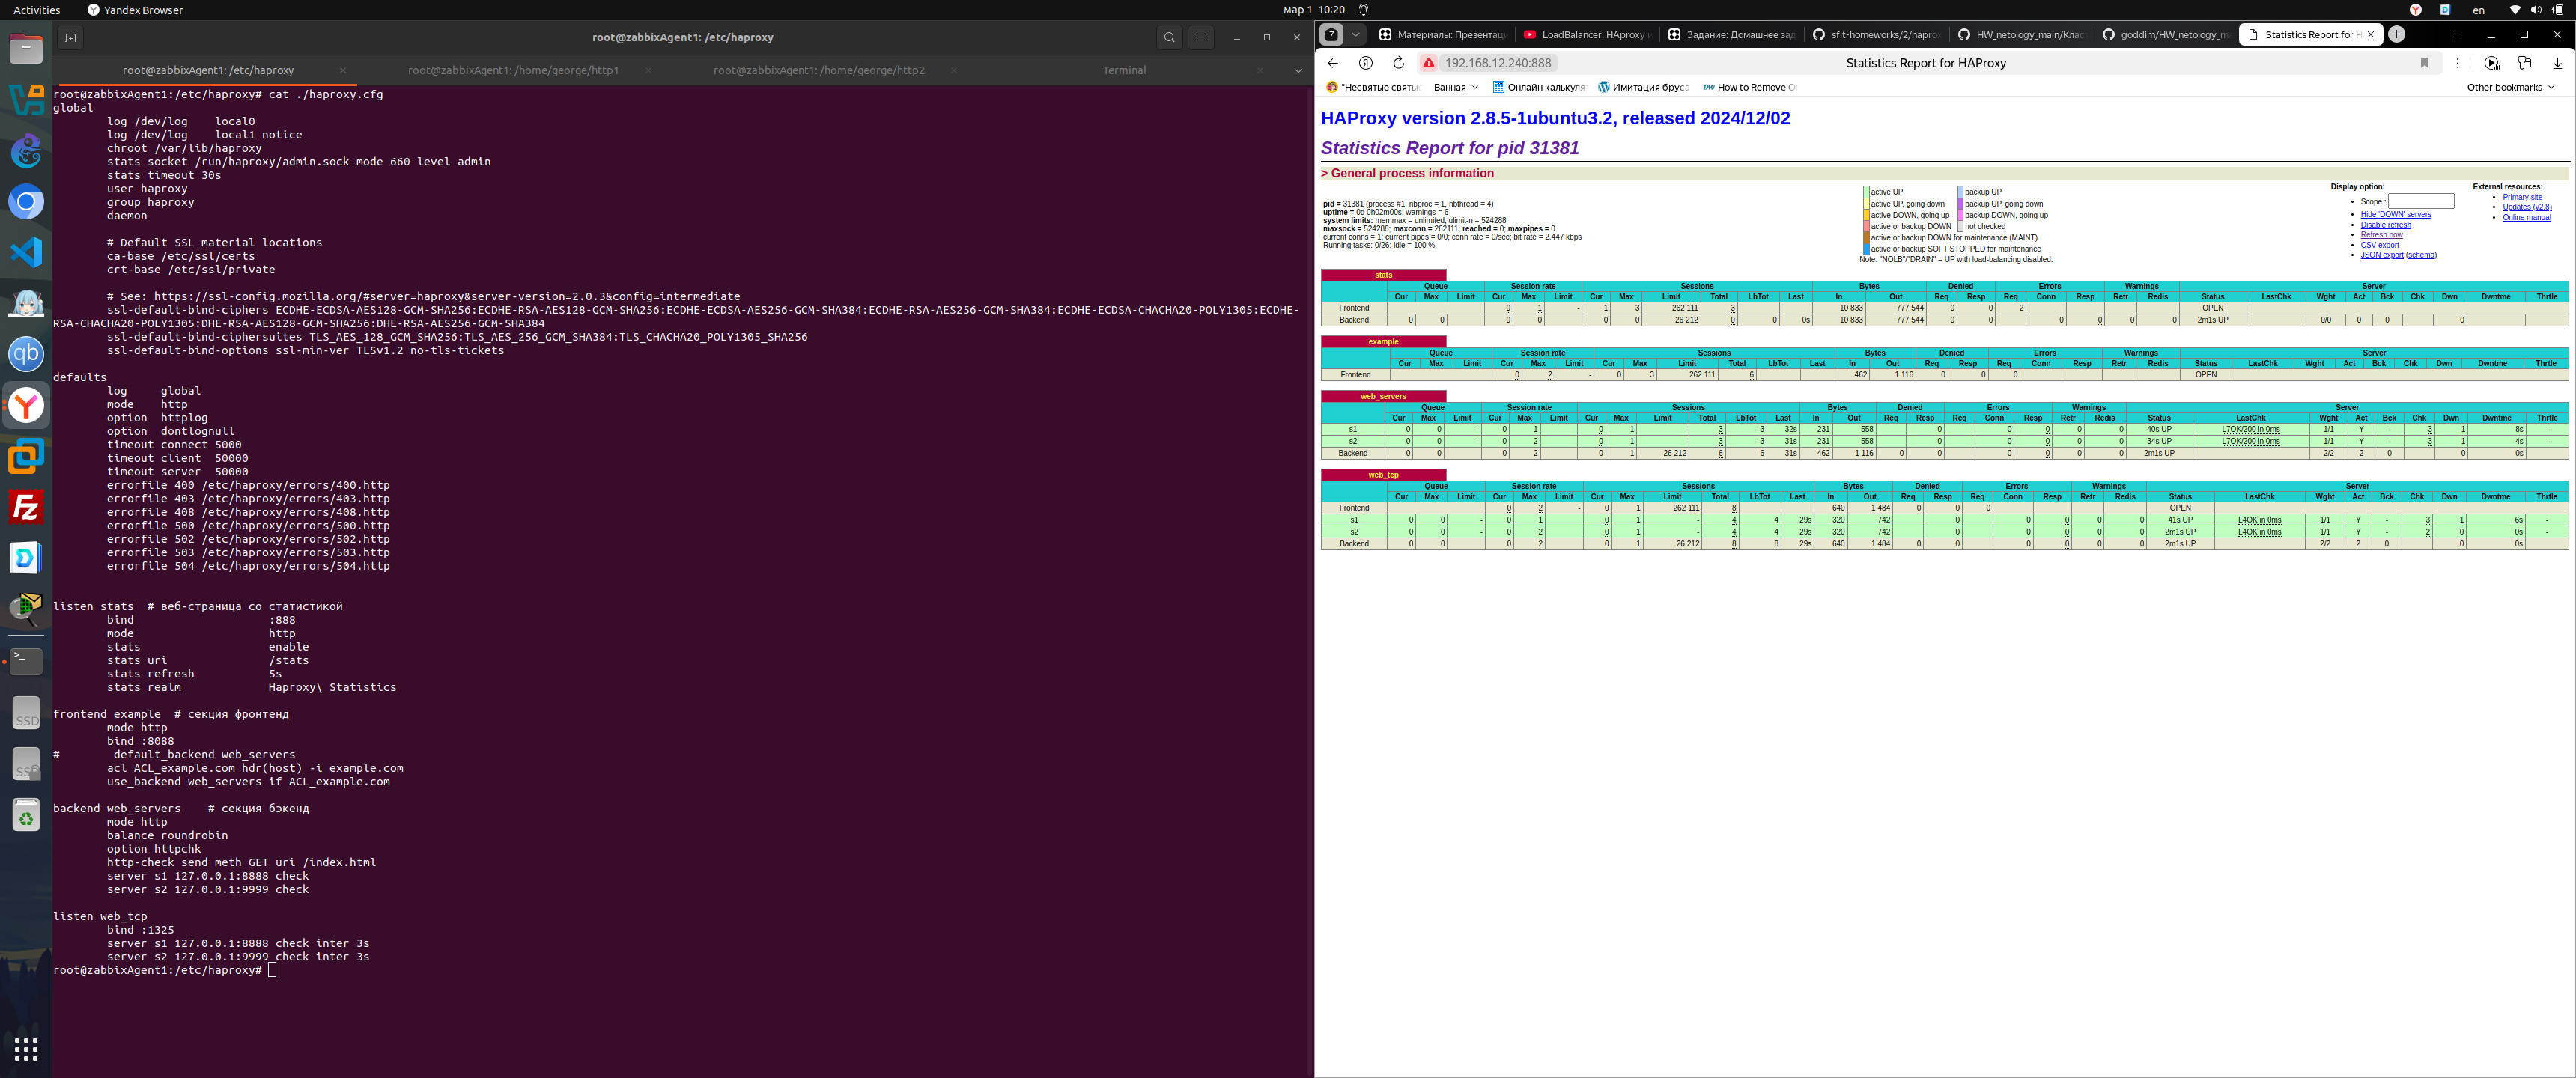 Activities
Yandex Browser
мар 1 10:20
en
root@zabbixAgent1: /etc/haproxy
root@zabbixAgent1: /etc/haproxy
root@zabbixAgent1: /home/george/http1
root@zabbixAgent1: /home/george/http2
Terminal
root@zabbixAgent1:/etc/haproxy# cat ./haproxy.cfg
global
log /dev/log local0
log /dev/log local1 notice
chroot /var/lib/haproxy
stats socket /run/haproxy/admin.sock mode 660 level admin
stats timeout 30s
user haproxy
group haproxy
daemon
# Default SSL material locations
ca-base /etc/ssl/certs
crt-base /etc/ssl/private
# See: https://ssl-config.mozilla.org/#server=haproxy&server-version=2.0.3&config=intermediate
ssl-default-bind-ciphers ECDHE-ECDSA-AES128-GCM-SHA256:ECDHE-RSA-AES128-GCM-SHA256:ECDHE-ECDSA-AES256-GCM-SHA384:ECDHE-RSA-AES256-GCM-SHA384:ECDHE-ECDSA-CHACHA20-POLY1305:ECDHE-
RSA-CHACHA20-POLY1305:DHE-RSA-AES128-GCM-SHA256:DHE-RSA-AES256-GCM-SHA384
ssl-default-bind-ciphersuites TLS_AES_128_GCM_SHA256:TLS_AES_256_GCM_SHA384:TLS_CHACHA20_POLY1305_SHA256
ssl-default-bind-options ssl-min-ver TLSv1.2 no-tls-tickets
defaults
log global
mode http
option httplog
option dontlognull
timeout connect 5000
timeout client 50000
timeout server 50000
errorfile 400 /etc/haproxy/errors/400.http
errorfile 403 /etc/haproxy/errors/403.http
errorfile 408 /etc/haproxy/errors/408.http
errorfile 500 /etc/haproxy/errors/500.http
errorfile 502 /etc/haproxy/errors/502.http
errorfile 503 /etc/haproxy/errors/503.http
errorfile 504 /etc/haproxy/errors/504.http
listen stats # веб-страница со статистикой
bind :888
mode http
stats enable
stats uri /stats
stats refresh 5s
stats realm Haproxy\ Statistics
frontend example # секция фронтенд
mode http
bind :8088
# default_backend web_servers
acl ACL_example.com hdr(host) -i example.com
use_backend web_servers if ACL_example.com
backend web_servers # секция бэкенд
mode http
balance roundrobin
option httpchk
http-check send meth GET uri /index.html
server s1 127.0.0.1:8888 check
server s2 127.0.0.1:9999 check
listen web_tcp
bind :1325
server s1 127.0.0.1:8888 check inter 3s
server s2 127.0.0.1:9999 check inter 3s
root@zabbixAgent1:/etc/haproxy#
7
Материалы: Презентац
LoadBalancer. HAproxy и
Задание: Домашнее зад
sflt-homeworks/2/haprox
HW_netology_main/Клас
goddim/HW_netology_m
Statistics Report for H
192.168.12.240:888
Statistics Report for HAProxy
"Несвятые святы
Ванная
Онлайн калькуля
Имитация бруса
How to Remove O
Other bookmarks
HAProxy version 2.8.5-1ubuntu3.2, released 2024/12/02
Statistics Report for pid 31381
> General process information
pid = 31381 (process #1, nbproc = 1, nbthread = 4)
uptime = 0d 0h02m00s; warnings = 6
system limits: memmax = unlimited; ulimit-n = 524288
maxsock = 524288; maxconn = 262111; reached = 0; maxpipes = 0
current conns = 1; current pipes = 0/0; conn rate = 0/sec; bit rate = 2.447 kbps
Running tasks: 0/26; idle = 100 %
active UP backup UP
active UP, going down backup UP, going down
active DOWN, going up backup DOWN, going up
active or backup DOWN not checked
active or backup DOWN for maintenance (MAINT)
active or backup SOFT STOPPED for maintenance
Note: "NOLB"/"DRAIN" = UP with load-balancing disabled.
Display option:
Scope :
Hide 'DOWN' servers
Disable refresh
Refresh now
CSV export
JSON export (schema)
External resources:
Primary site
Updates (v2.8)
Online manual
stats
Queue Session rate Sessions Bytes Denied Errors Warnings Server
Cur Max Limit Cur Max Limit Cur Max Limit Total LbTot Last In Out Req Resp Req Conn Resp Retr Redis Status LastChk Wght Act Bck Chk Dwn Dwntme Thrtle
Frontend 0 1 - 1 3 262 111 3 10 833 777 544 0 0 2 OPEN
Backend 0 0 0 0 0 0 26 212 0 0 0s 10 833 777 544 0 0 0 0 0 0 2m1s UP 0/0 0 0 0
example
Queue Session rate Sessions Bytes Denied Errors Warnings Server
Cur Max Limit Cur Max Limit Cur Max Limit Total LbTot Last In Out Req Resp Req Conn Resp Retr Redis Status LastChk Wght Act Bck Chk Dwn Dwntme Thrtle
Frontend 0 2 - 0 3 262 111 6 462 1 116 0 0 0 OPEN
web_servers
Queue Session rate Sessions Bytes Denied Errors Warnings Server
Cur Max Limit Cur Max Limit Cur Max Limit Total LbTot Last In Out Req Resp Req Conn Resp Retr Redis Status LastChk Wght Act Bck Chk Dwn Dwntme Thrtle
s1 0 0 - 0 1 0 1 - 3 3 32s 231 558 0 0 0 0 0 40s UP L7OK/200 in 0ms 1/1 Y - 3 1 8s -
s2 0 0 - 0 2 0 1 - 3 3 31s 231 558 0 0 0 0 0 34s UP L7OK/200 in 0ms 1/1 Y - 3 1 4s -
Backend 0 0 0 2 0 1 26 212 6 6 31s 462 1 116 0 0 0 0 0 0 2m1s UP 2/2 2 0 0 0s
web_tcp
Queue Session rate Sessions Bytes Denied Errors Warnings Server
Cur Max Limit Cur Max Limit Cur Max Limit Total LbTot Last In Out Req Resp Req Conn Resp Retr Redis Status LastChk Wght Act Bck Chk Dwn Dwntme Thrtle
Frontend 0 2 - 0 1 262 111 8 640 1 484 0 0 0 OPEN
s1 0 0 - 0 1 0 1 - 4 4 29s 320 742 0 0 0 0 0 41s UP L4OK in 0ms 1/1 Y - 3 1 6s -
s2 0 0 - 0 2 0 1 - 4 4 29s 320 742 0 0 0 0 0 2m1s UP L4OK in 0ms 1/1 Y - 2 0 0s -
Backend 0 0 0 2 0 1 26 212 8 8 29s 640 1 484 0 0 0 0 0 0 2m1s UP 2/2 2 0 0 0s